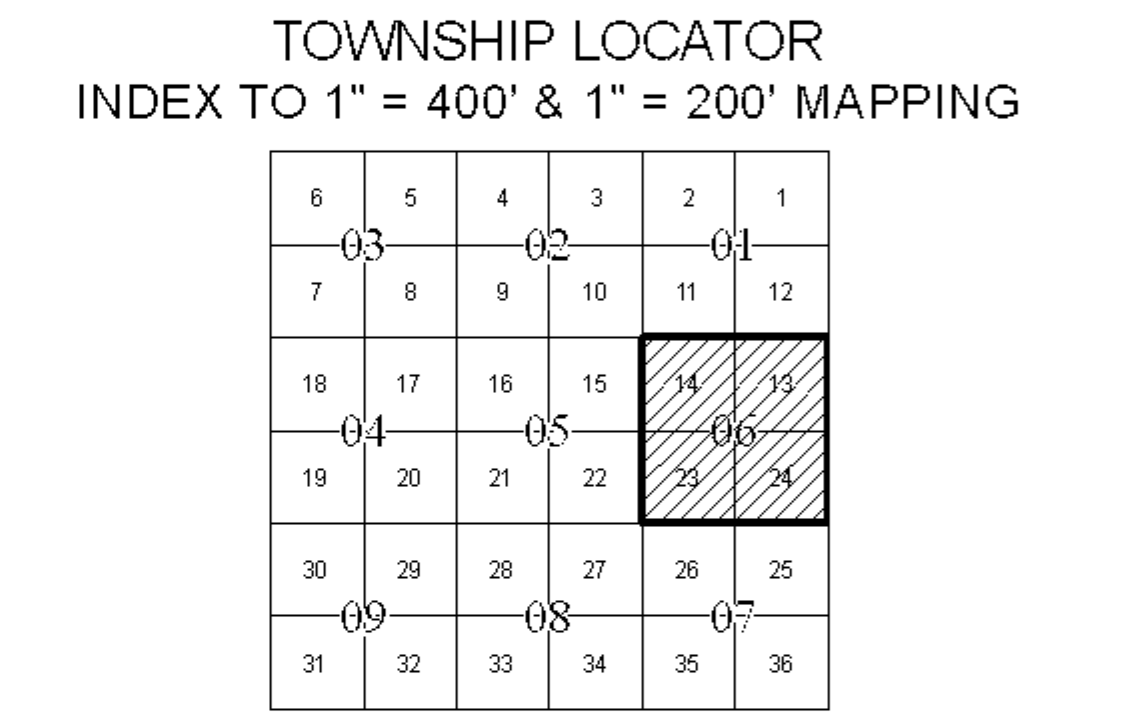 TOWNSHIP LOCATOR
INDEX TO 1" = 400' & 1" = 200' MAPPING
6 5 4 3 2 1
03 02 01
7 8 9 10 11 12
18 17 16 15 14 13
04 05 06
19 20 21 22 23 24
30 29 28 27 26 25
09 08 07
31 32 33 34 35 36